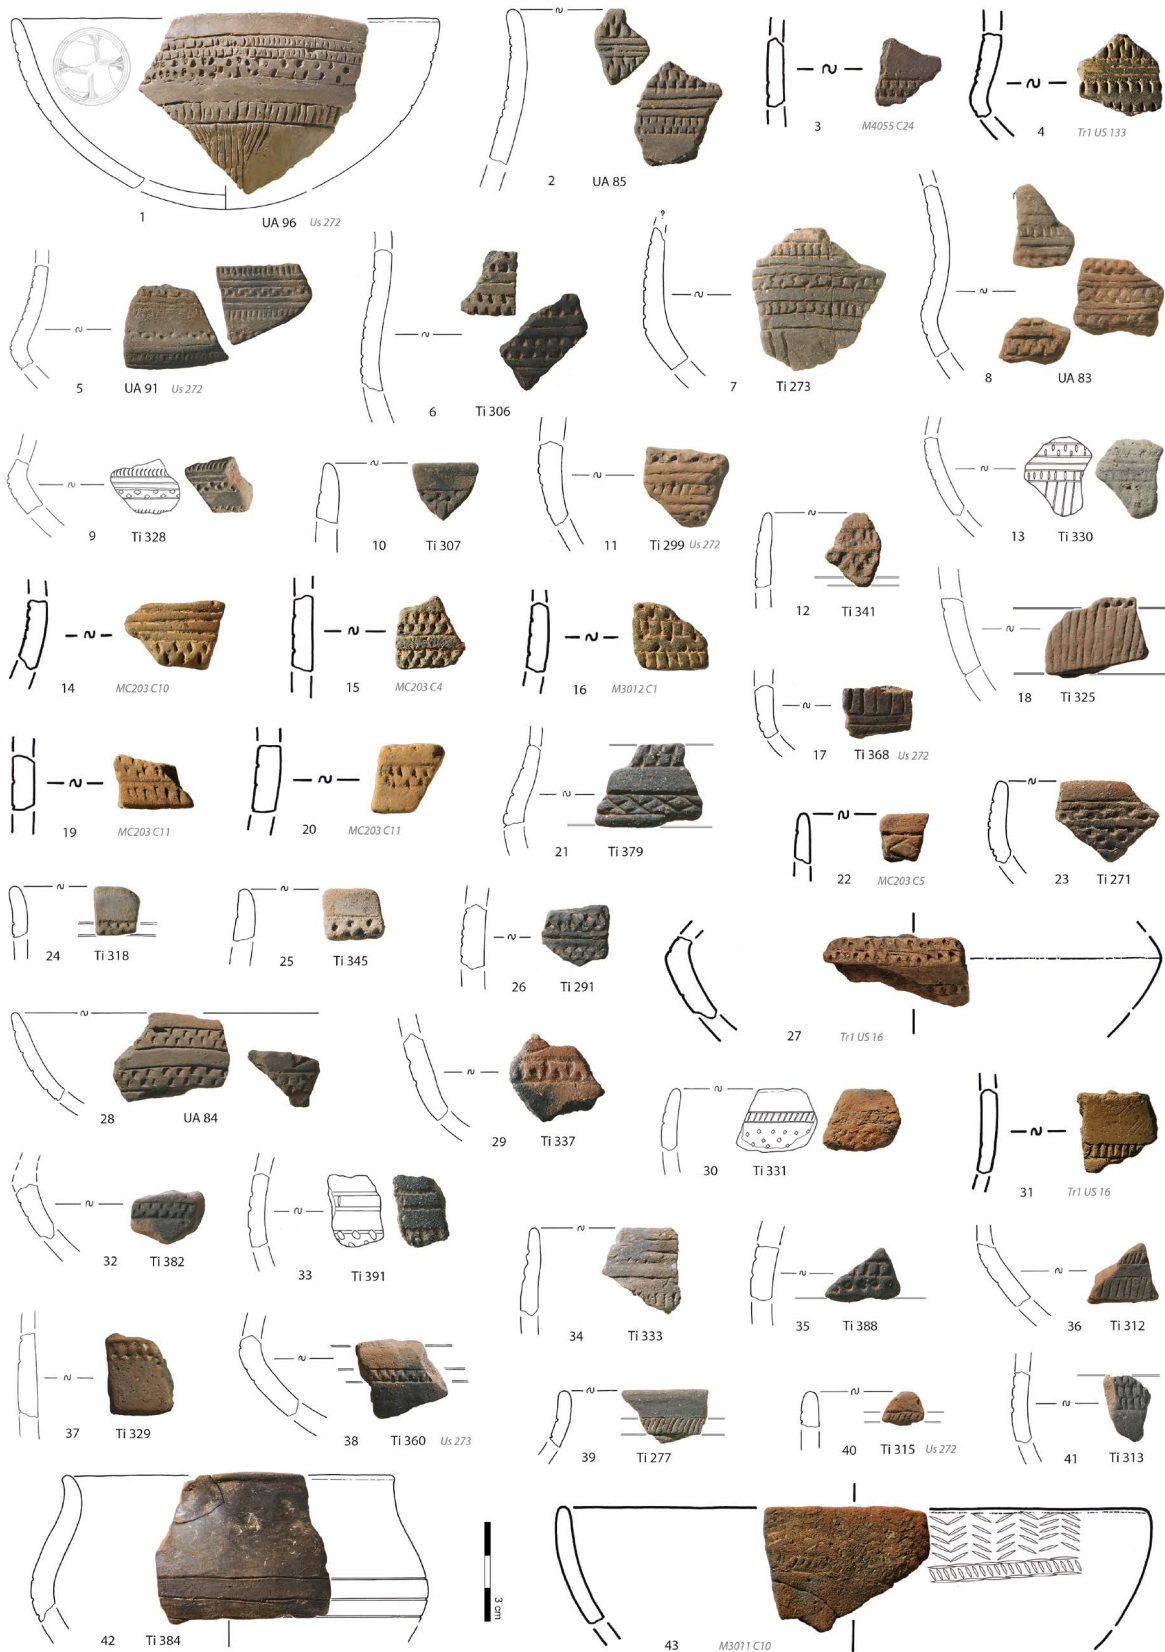 1 UA 96 Us 272
2 UA 85
3 M4055 C24
4 Tr1 US 133
5 UA 91 Us 272
6 Ti 306
?
7 Ti 273
8 UA 83
9 Ti 328
10 Ti 307
11 Ti 299 Us 272
12 Ti 341
13 Ti 330
14 MC203 C10
15 MC203 C4
16 M3012 C1
17 Ti 368 Us 272
18 Ti 325
19 MC203 C11
20 MC203 C11
21 Ti 379
22 MC203 C5
23 Ti 271
24 Ti 318
25 Ti 345
26 Ti 291
27 Tr1 US 16
28 UA 84
29 Ti 337
30 Ti 331
31 Tr1 US 16
32 Ti 382
33 Ti 391
34 Ti 333
35 Ti 388
36 Ti 312
37 Ti 329
38 Ti 360 Us 273
39 Ti 277
40 Ti 315 Us 272
41 Ti 313
42 Ti 384
3 cm
43 M3011 C10